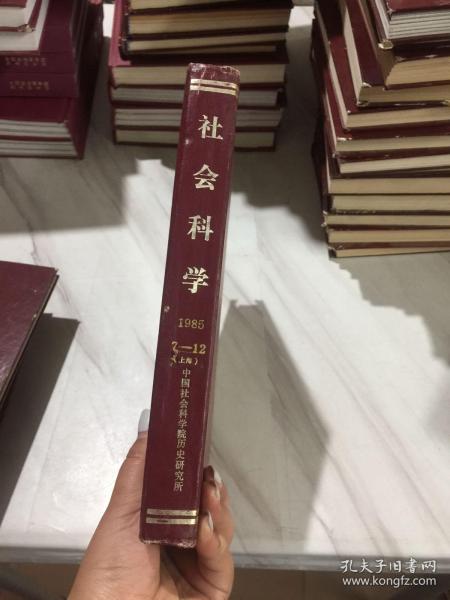 社会科学
1985
7—12
（上海）
中国社会科学院历史研究所
孔夫子旧书网
www.kongfz.com